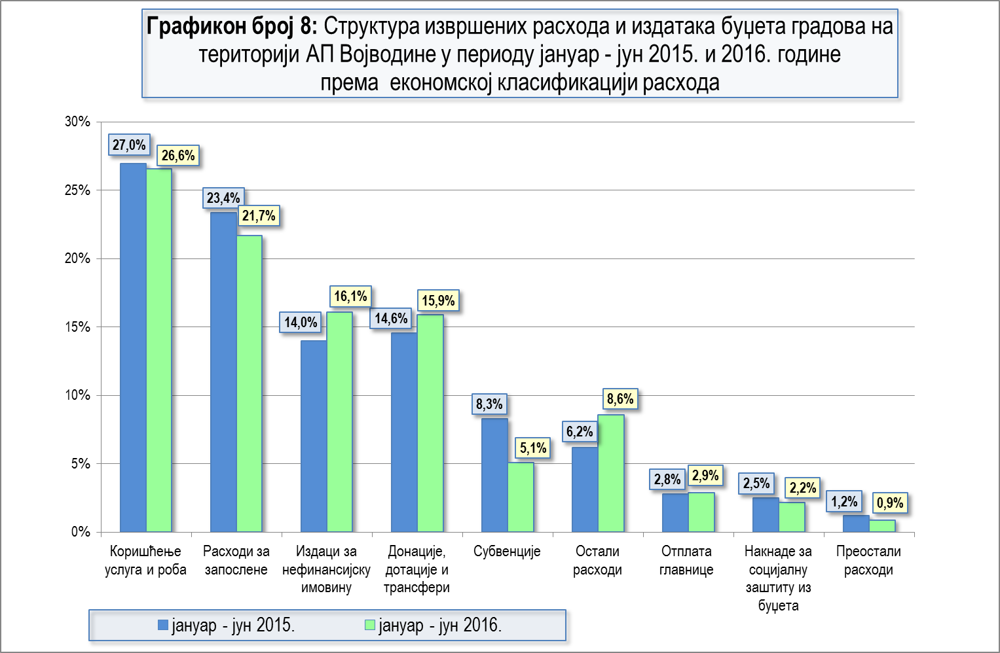 Графикон број 8: Структура извршених расхода и издатака буџета градова на
територији АП Војводине у периоду јануар - јун 2015. и 2016. године
према  економској класификацији расхода
30%
25%
20%
15%
10%
5%
0%
27,0%
26,6%
23,4%
21,7%
14,0%
16,1%
14,6%
15,9%
8,3%
5,1%
6,2%
8,6%
2,8%
2,9%
2,5%
2,2%
1,2%
0,9%
Коришћење
услуга и роба
Расходи за
запослене
Издаци за
нефинансијску
имовину
Донације,
дотације и
трансфери
Субвенције
Остали
расходи
Отплата
главнице
Накнаде за
социјалну
заштиту из
буџета
Преостали
расходи
јануар - јун 2015.
јануар - јун 2016.